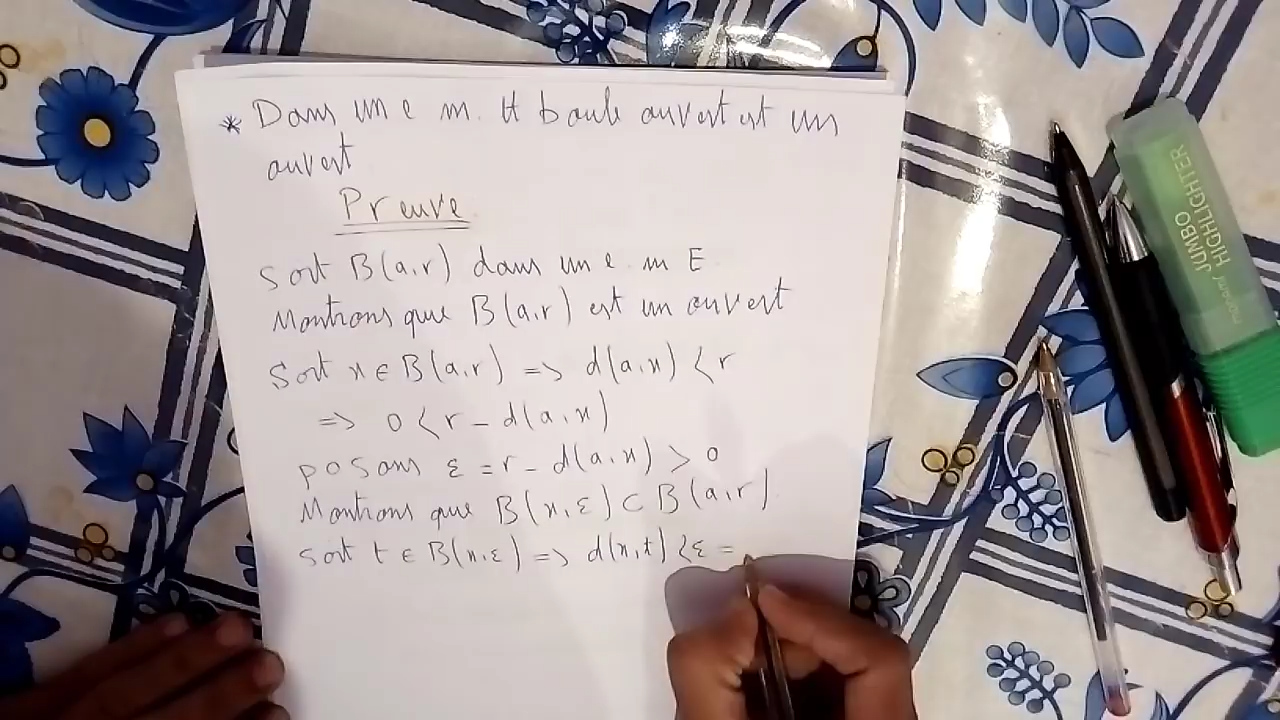 * Dans un e m. tt boule ouvert est un
ouvert
Preuve
Soit B(a,r) dans un e m E
Montrons que B(a,r) est un ouvert
Soit x ∈ B(a,r) => d(a,x) < r
=> 0 < r - d(a,x)
posons ε = r - d(a,x) > 0
Montrons que B(x,ε) ⊂ B(a,r)
soit t ∈ B(x,ε) => d(x,t) < ε =
JUMBO
HIGHLIGHTER